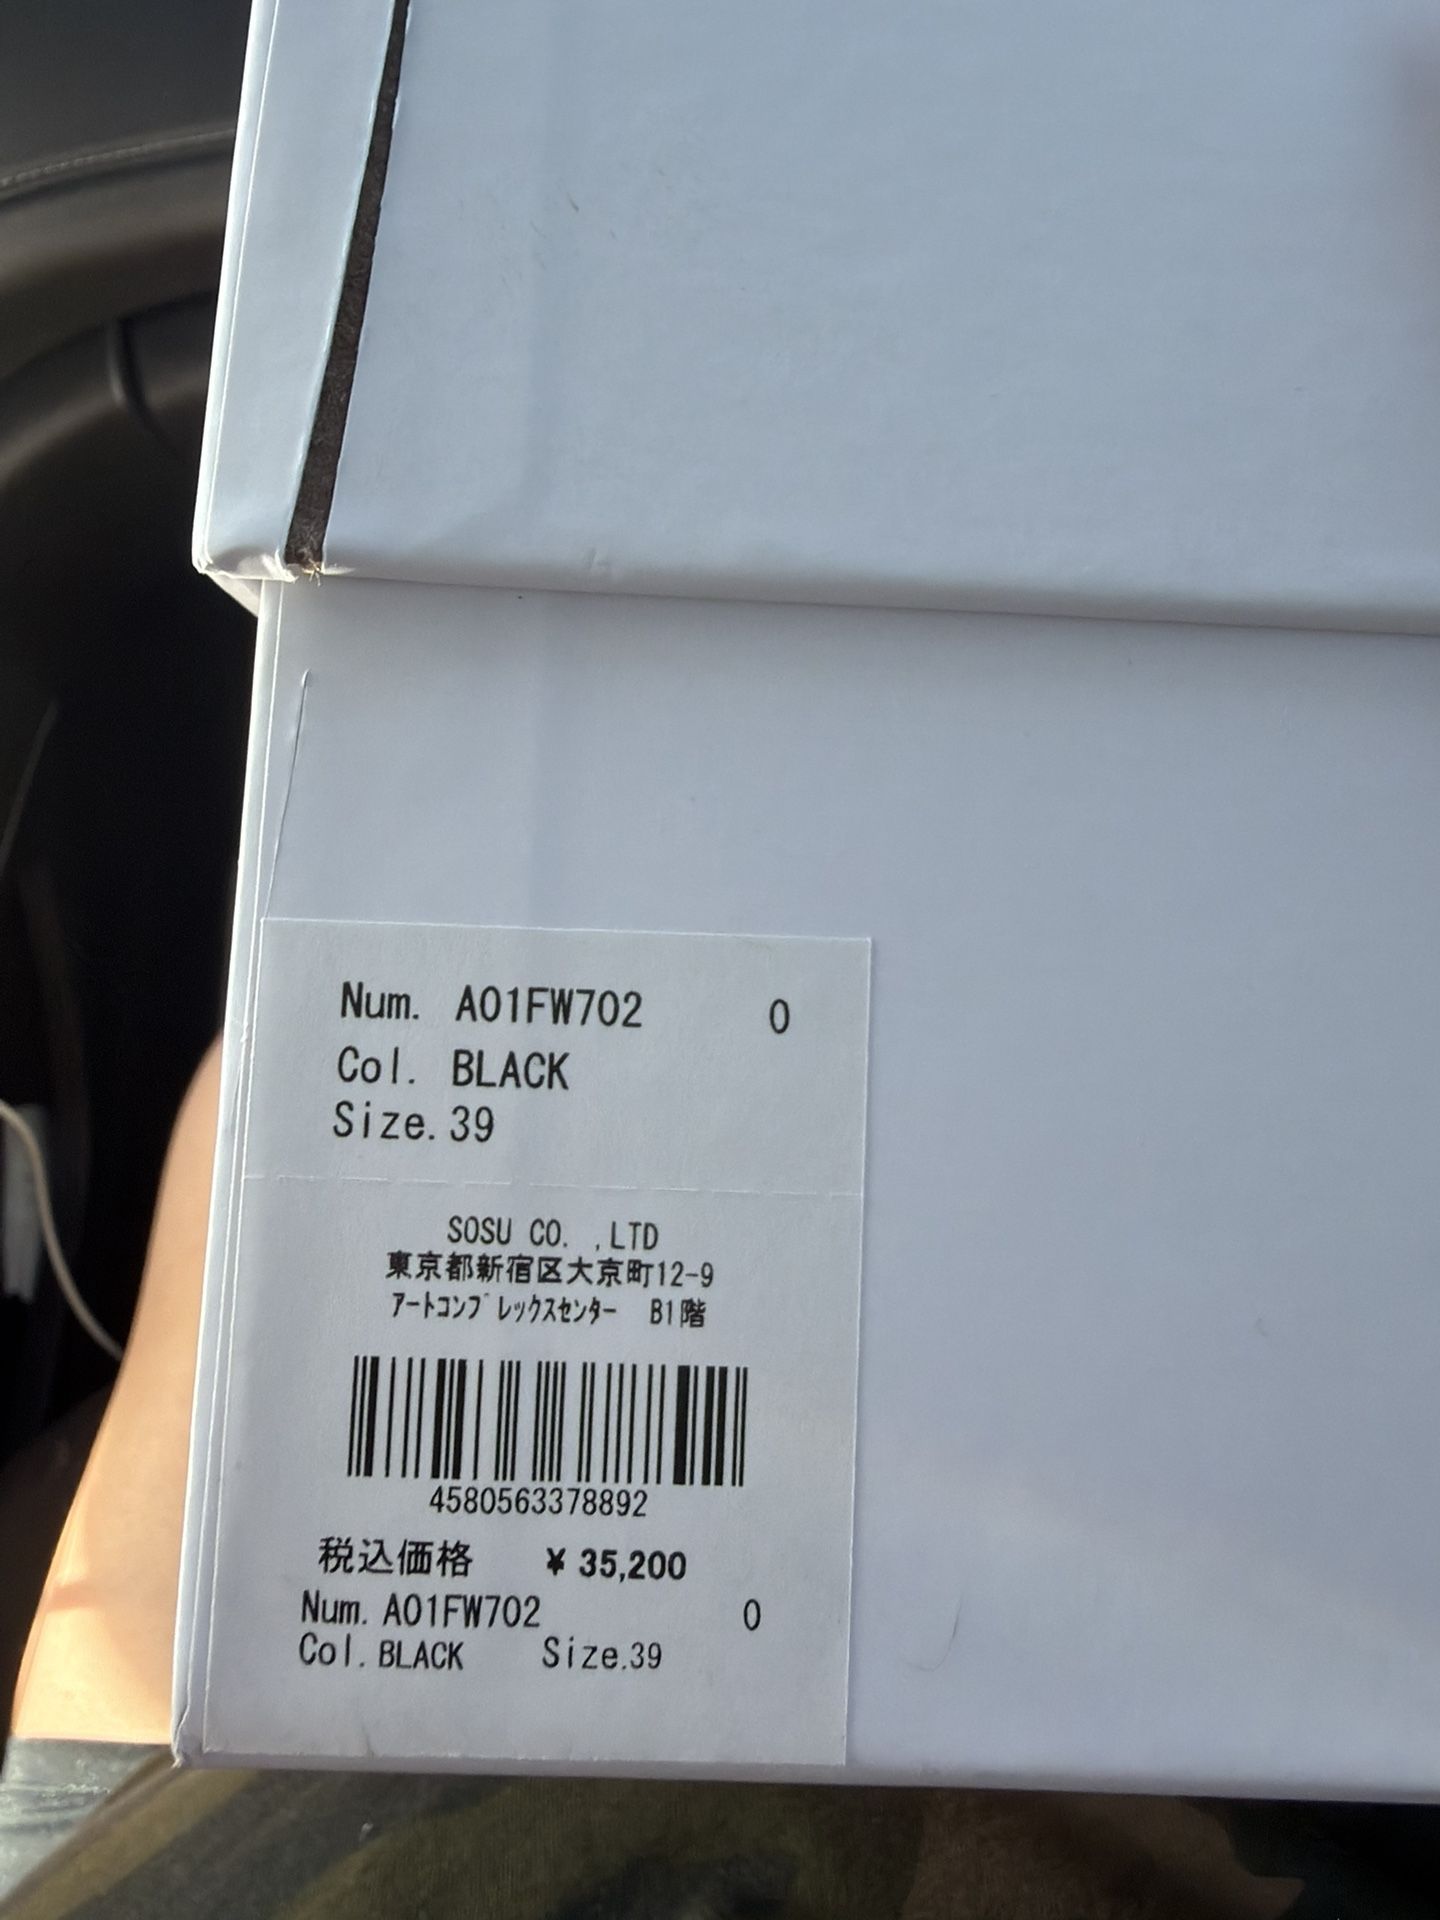 Num. A01FW702 0
Col. BLACK
Size.39
SOSU CO. ,LTD
東京都新宿区大京町12-9
ｱｰﾄｺﾝﾌﾟﾚｯｸｽｾﾝﾀｰ B1階
4580563378892
税込価格 ¥ 35,200
Num. A01FW702 0
Col. BLACK Size.39